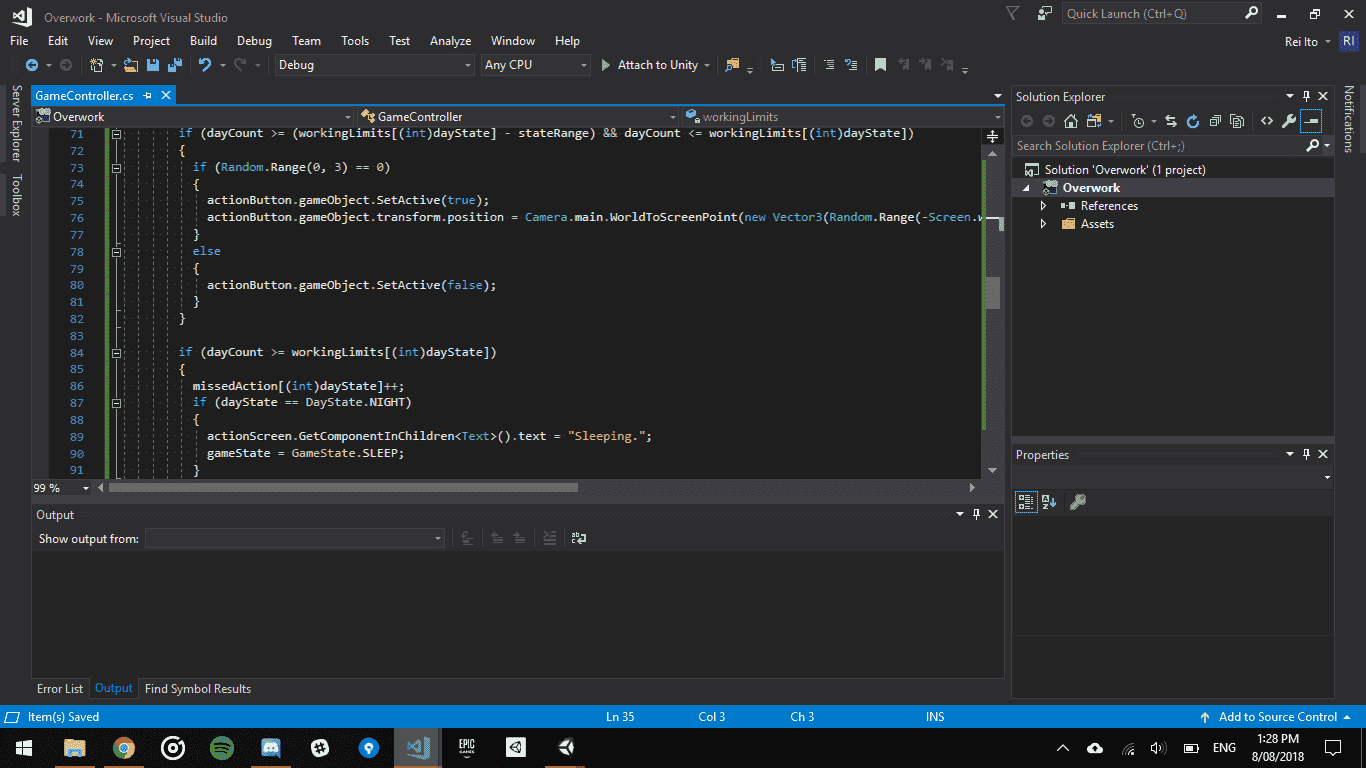 Overwork - Microsoft Visual Studio
Quick Launch (Ctrl+Q)
File Edit View Project Build Debug Team Tools Test Analyze Window Help
Rei Ito RI
Debug Any CPU Attach to Unity
Server Explorer
Toolbox
GameController.cs
Overwork GameController workingLimits
71 if (dayCount >= (workingLimits[(int)dayState] - stateRange) && dayCount <= workingLimits[(int)dayState])
72 {
73 if (Random.Range(0, 3) == 0)
74 {
75 actionButton.gameObject.SetActive(true);
76 actionButton.gameObject.transform.position = Camera.main.WorldToScreenPoint(new Vector3(Random.Range(-Screen.w
77 }
78 else
79 {
80 actionButton.gameObject.SetActive(false);
81 }
82 }
83
84 if (dayCount >= workingLimits[(int)dayState])
85 {
86 missedAction[(int)dayState]++;
87 if (dayState == DayState.NIGHT)
88 {
89 actionScreen.GetComponentInChildren<Text>().text = "Sleeping.";
90 gameState = GameState.SLEEP;
91 }
99 %
Output
Show output from:
Error List Output Find Symbol Results
Solution Explorer
Search Solution Explorer (Ctrl+;)
Solution 'Overwork' (1 project)
Overwork
References
Assets
Properties
Notifications
Item(s) Saved Ln 35 Col 3 Ch 3 INS Add to Source Control
EPIC
GAMES
ENG
1:28 PM
8/08/2018